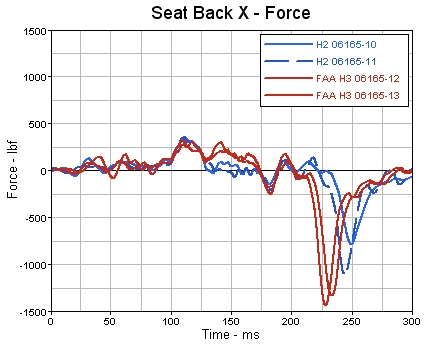 Seat Back X - Force
H2 06165-10
H2 06165-11
FAA H3 06165-12
FAA H3 06165-13
1500
1000
500
0
-500
-1000
-1500
Force - lbf
0 50 100 150 200 250 300
Time - ms